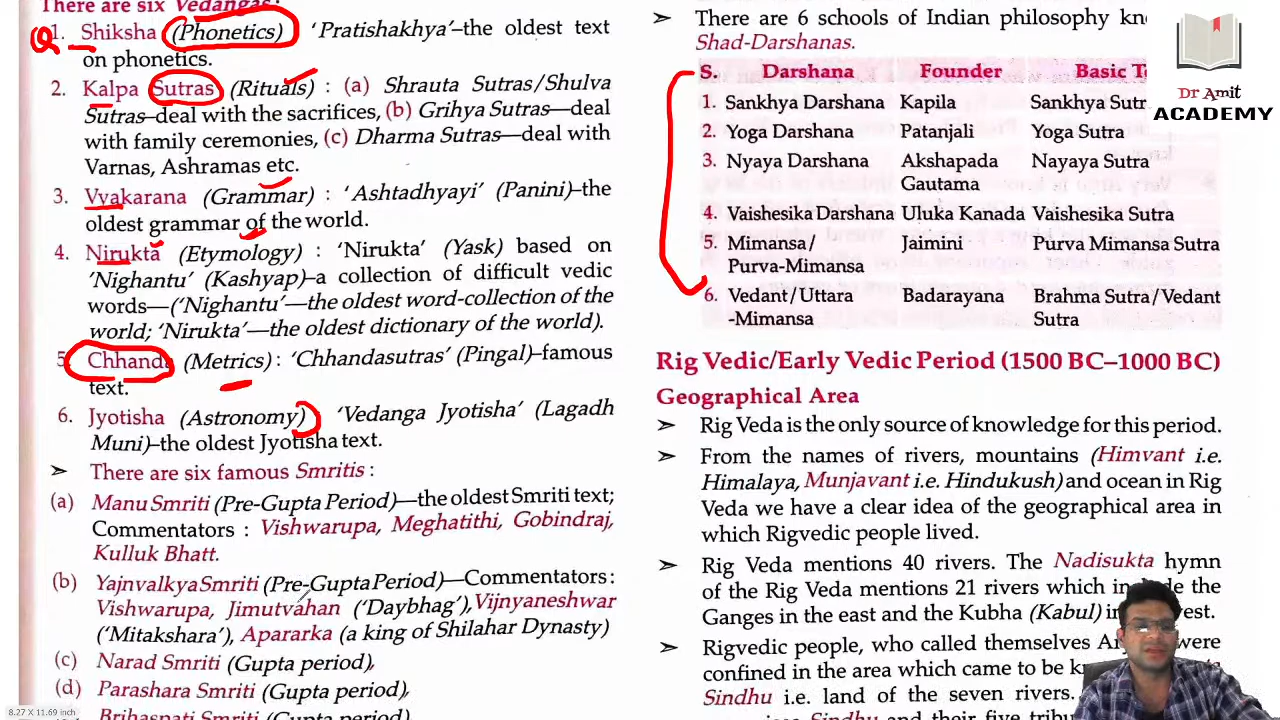 There are six Vedangas:
1. Shiksha (Phonetics) 'Pratishakhya'–the oldest text
on phonetics.
2. Kalpa Sutras (Rituals) : (a) Shrauta Sutras/Shulva
Sutras–deal with the sacrifices, (b) Grihya Sutras—deal
with family ceremonies, (c) Dharma Sutras—deal with
Varnas, Ashramas etc.
3. Vyakarana (Grammar) : 'Ashtadhyayi' (Panini)–the
oldest grammar of the world.
4. Nirukta (Etymology) : 'Nirukta' (Yask) based on
'Nighantu' (Kashyap)–a collection of difficult vedic
words—('Nighantu'—the oldest word-collection of the
world; 'Nirukta'—the oldest dictionary of the world).
5. Chhanda (Metrics) : 'Chhandasutras' (Pingal)–famous
text.
6. Jyotisha (Astronomy) 'Vedanga Jyotisha' (Lagadh
Muni)–the oldest Jyotisha text.
➤ There are six famous Smritis :
(a) Manu Smriti (Pre-Gupta Period)—the oldest Smriti text;
Commentators : Vishwarupa, Meghatithi, Gobindraj,
Kulluk Bhatt.
(b) Yajnvalkya Smriti (Pre-Gupta Period)—Commentators :
Vishwarupa, Jimutvahan ('Daybhag'), Vijnyaneshwar
('Mitakshara'), Apararka (a king of Shilahar Dynasty)
(c) Narad Smriti (Gupta period),
(d) Parashara Smriti (Gupta period),
Brihaspati Smriti (Gupta period),
8.27 X 11.69 inch
➤ There are 6 schools of Indian philosophy
Shad-Darshanas.
S. Darshana Founder Basic
1. Sankhya Darshana Kapila Sankhya Sutr
2. Yoga Darshana Patanjali Yoga Sutra
3. Nyaya Darshana Akshapada Nayaya Sutra
Gautama
4. Vaishesika Darshana Uluka Kanada Vaishesika Sutra
5. Mimansa/ Jaimini Purva Mimansa Sutra
Purva-Mimansa
6. Vedant/Uttara Badarayana Brahma Sutra/Vedant
-Mimansa Sutra
Rig Vedic/Early Vedic Period (1500 BC–1000 BC)
Geographical Area
➤ Rig Veda is the only source of knowledge for this period.
➤ From the names of rivers, mountains (Himvant i.e.
Himalaya, Munjavant i.e. Hindukush) and ocean in Rig
Veda we have a clear idea of the geographical area in
which Rigvedic people lived.
➤ Rig Veda mentions 40 rivers. The Nadisukta hymn
of the Rig Veda mentions 21 rivers which the
Ganges in the east and the Kubha (Kabul) in
➤ Rigvedic people, who called themselves were
confined in the area which came to be
Sindhu i.e. land of the seven rivers.
Sindhu and their five
Dr Amit
ACADEMY